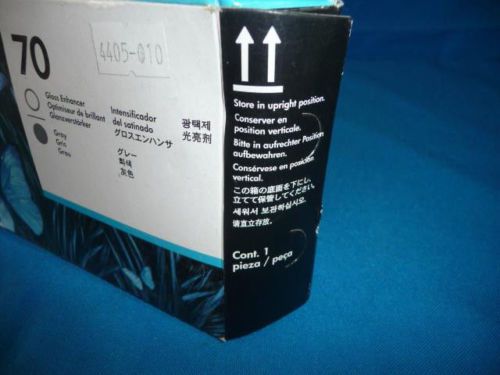 70
4405-010
Gloss Enhancer
Optimiseur de brillant
Glanzverstärker
Intensificador
del satinado
グロスエンハンサ
광택제
光亮剂
Gray
Gris
Grau
グレー
회색
灰色
Store in upright position.
Conserver en
position verticale.
Bitte in aufrechter Position
aufbewahren.
Consérvese en posición
vertical.
この箱の底面を下にし,
立てて保管してください。
세워서 보관하십시오.
请直立存放。
Cont. 1
pieza / peça